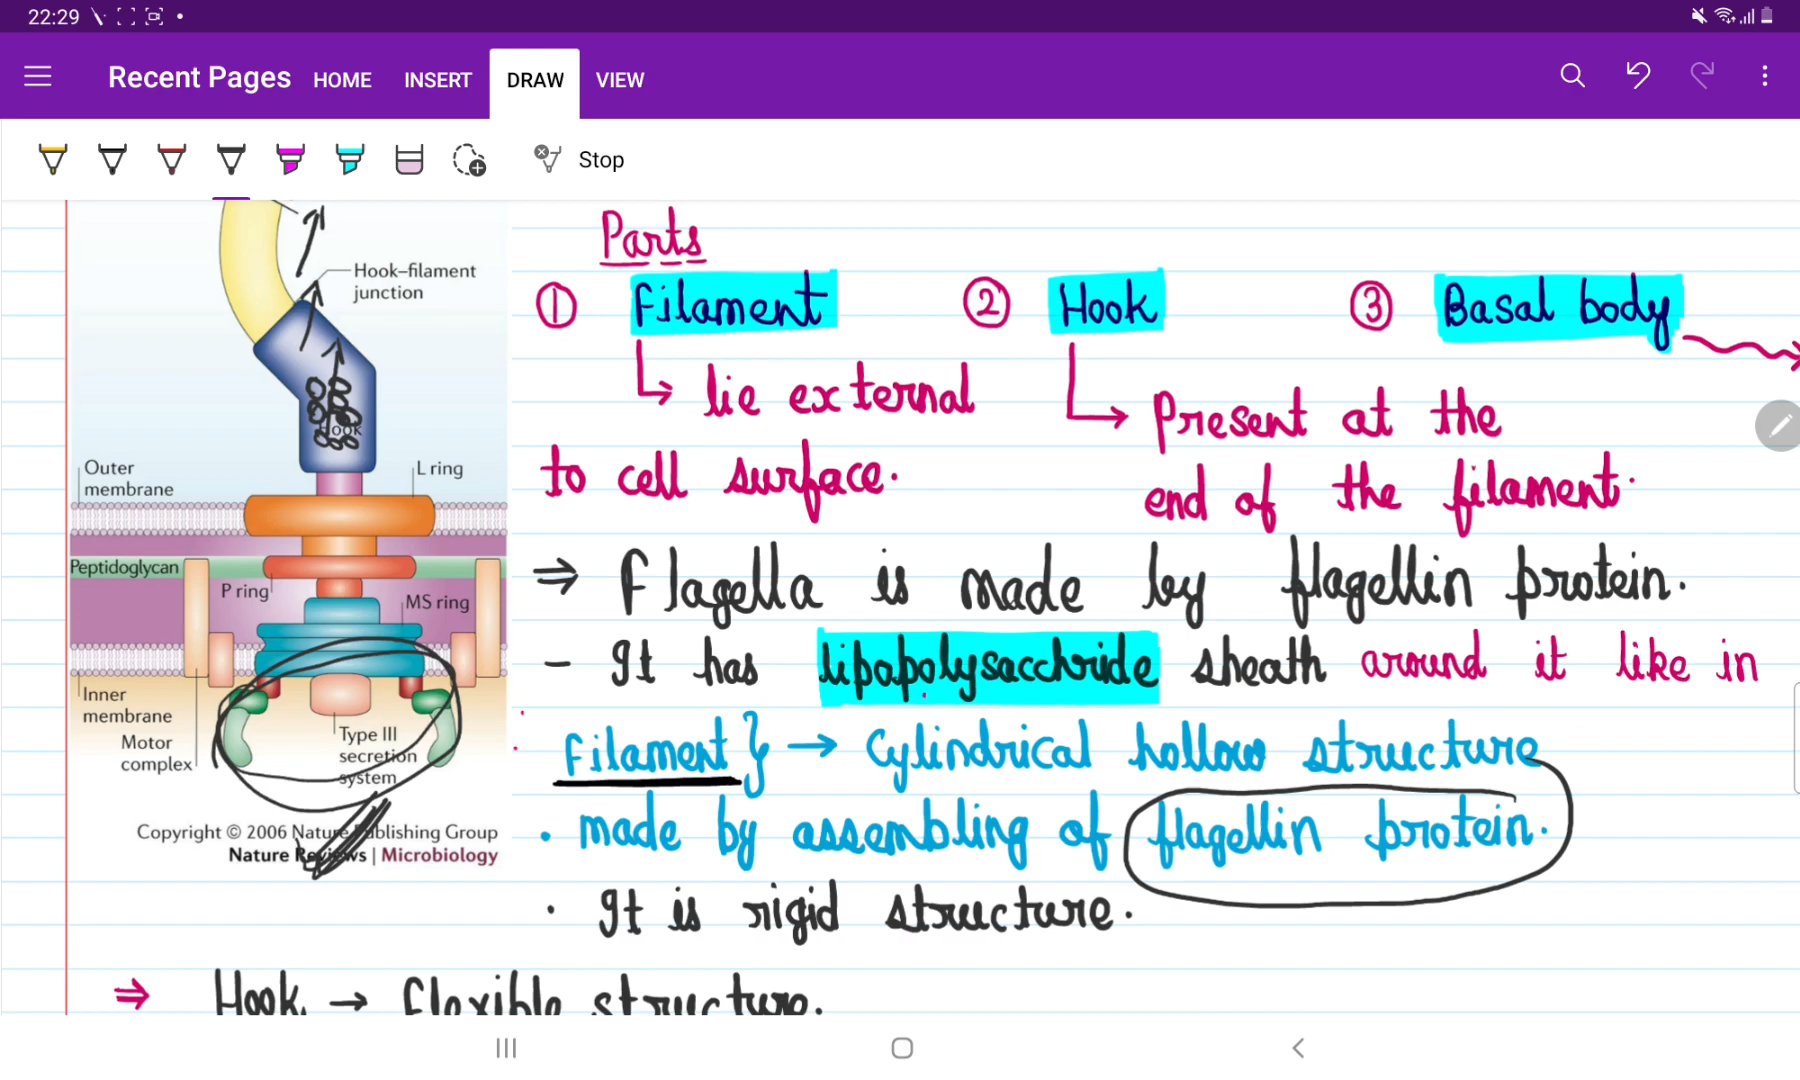 22:29
Recent Pages HOME INSERT DRAW VIEW
Stop
Hook–filament
junction
Hook
Outer
membrane
L ring
Peptidoglycan
P ring
MS ring
Inner
membrane
Motor
complex
Type III
secretion
system
Copyright © 2006 Nature Publishing Group
Nature Reviews | Microbiology
Parts
① Filament ② Hook ③ Basal body
↳ lie external
to cell surface.
↳ Present at the
end of the filament.
⇒ Flagella is made by flagellin protein.
- It has lipopolysacchride sheath around it like in
Filament } → Cylindrical hollow structure
• made by assembling of flagellin protein.
• It is rigid structure.
⇒ Hook → flexible structure.